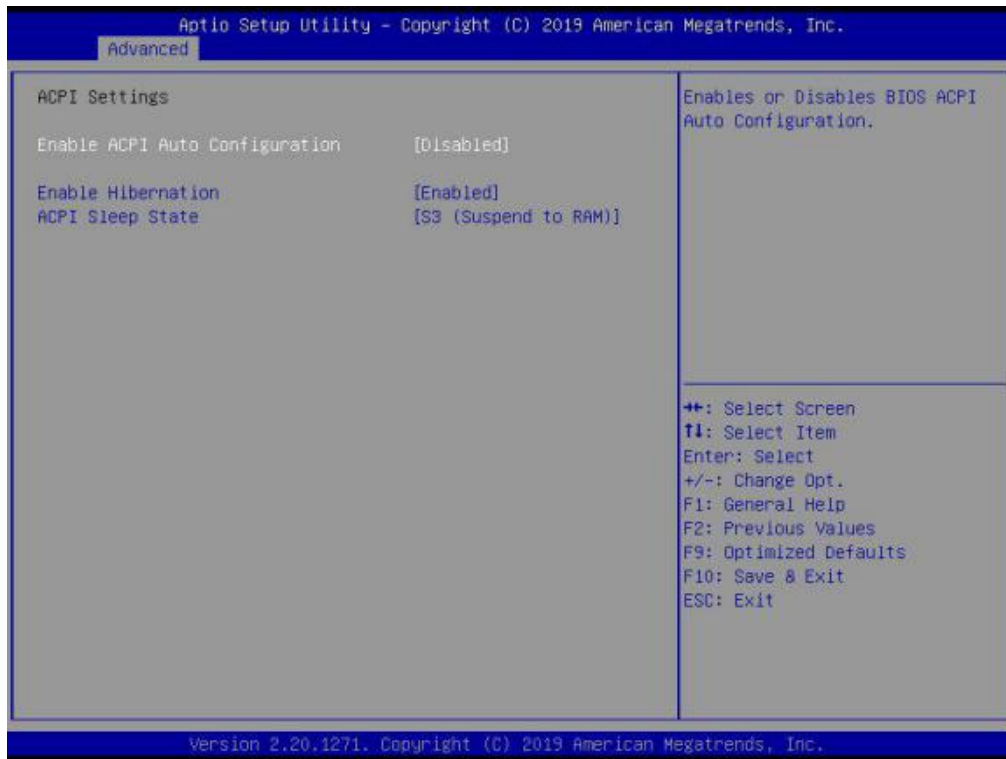 Aptio Setup Utility – Copyright (C) 2019 American Megatrends, Inc.
Advanced
ACPI Settings
Enable ACPI Auto Configuration [Disabled]
Enable Hibernation [Enabled]
ACPI Sleep State [S3 (Suspend to RAM)]
Enables or Disables BIOS ACPI
Auto Configuration.
→←: Select Screen
↑↓: Select Item
Enter: Select
+/-: Change Opt.
F1: General Help
F2: Previous Values
F9: Optimized Defaults
F10: Save & Exit
ESC: Exit
Version 2.20.1271. Copyright (C) 2019 American Megatrends, Inc.